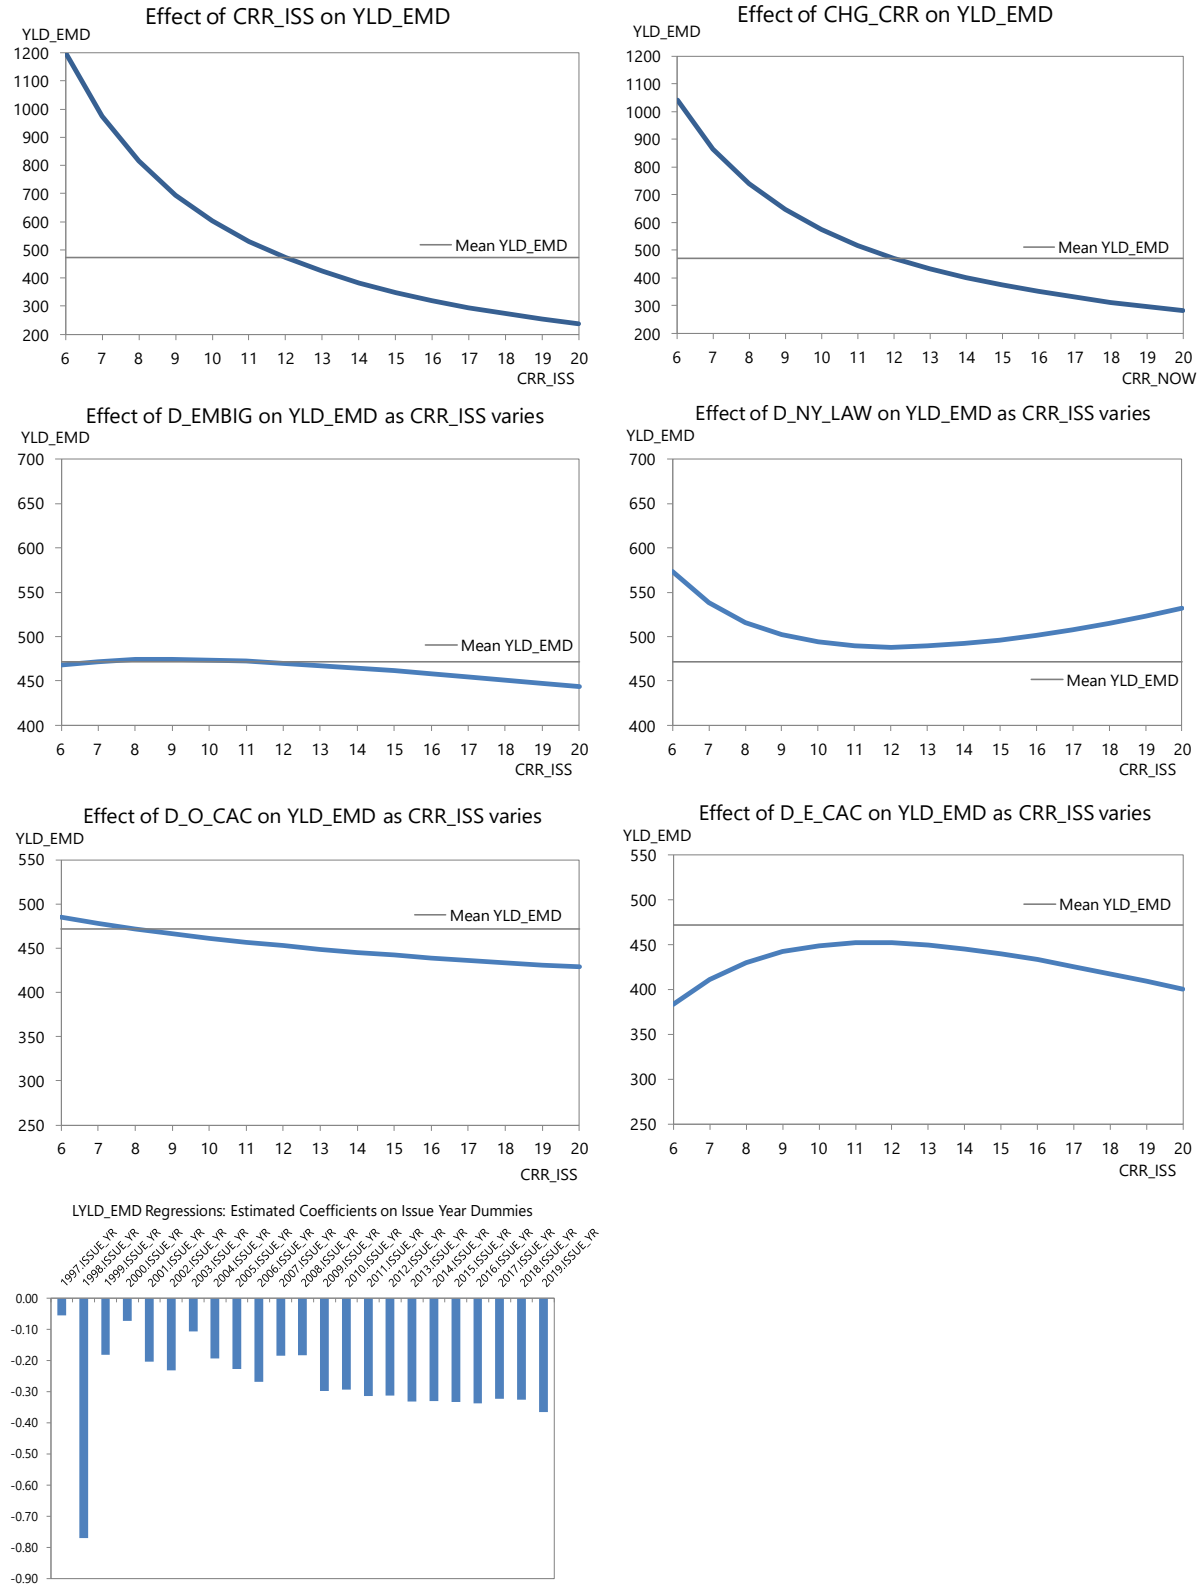 Effect of CRR_ISS on YLD_EMD
YLD_EMD
1200
1100
1000
900
800
700
600
500
400
300
200
Mean YLD_EMD
6 7 8 9 10 11 12 13 14 15 16 17 18 19 20
CRR_ISS
Effect of CHG_CRR on YLD_EMD
YLD_EMD
1200
1100
1000
900
800
700
600
500
400
300
200
Mean YLD_EMD
6 7 8 9 10 11 12 13 14 15 16 17 18 19 20
CRR_NOW
Effect of D_EMBIG on YLD_EMD as CRR_ISS varies
YLD_EMD
700
650
600
550
500
450
400
Mean YLD_EMD
6 7 8 9 10 11 12 13 14 15 16 17 18 19 20
CRR_ISS
Effect of D_NY_LAW on YLD_EMD as CRR_ISS varies
YLD_EMD
700
650
600
550
500
450
400
Mean YLD_EMD
6 7 8 9 10 11 12 13 14 15 16 17 18 19 20
CRR_ISS
Effect of D_O_CAC on YLD_EMD as CRR_ISS varies
YLD_EMD
550
500
450
400
350
300
250
Mean YLD_EMD
6 7 8 9 10 11 12 13 14 15 16 17 18 19 20
CRR_ISS
Effect of D_E_CAC on YLD_EMD as CRR_ISS varies
YLD_EMD
550
500
450
400
350
300
250
Mean YLD_EMD
6 7 8 9 10 11 12 13 14 15 16 17 18 19 20
CRR_ISS
LYLD_EMD Regressions: Estimated Coefficients on Issue Year Dummies
1997.ISSUE_YR
1998.ISSUE_YR
1999.ISSUE_YR
2000.ISSUE_YR
2001.ISSUE_YR
2002.ISSUE_YR
2003.ISSUE_YR
2004.ISSUE_YR
2005.ISSUE_YR
2006.ISSUE_YR
2007.ISSUE_YR
2008.ISSUE_YR
2009.ISSUE_YR
2010.ISSUE_YR
2011.ISSUE_YR
2012.ISSUE_YR
2013.ISSUE_YR
2014.ISSUE_YR
2015.ISSUE_YR
2016.ISSUE_YR
2017.ISSUE_YR
2018.ISSUE_YR
2019.ISSUE_YR
0.00
-0.10
-0.20
-0.30
-0.40
-0.50
-0.60
-0.70
-0.80
-0.90